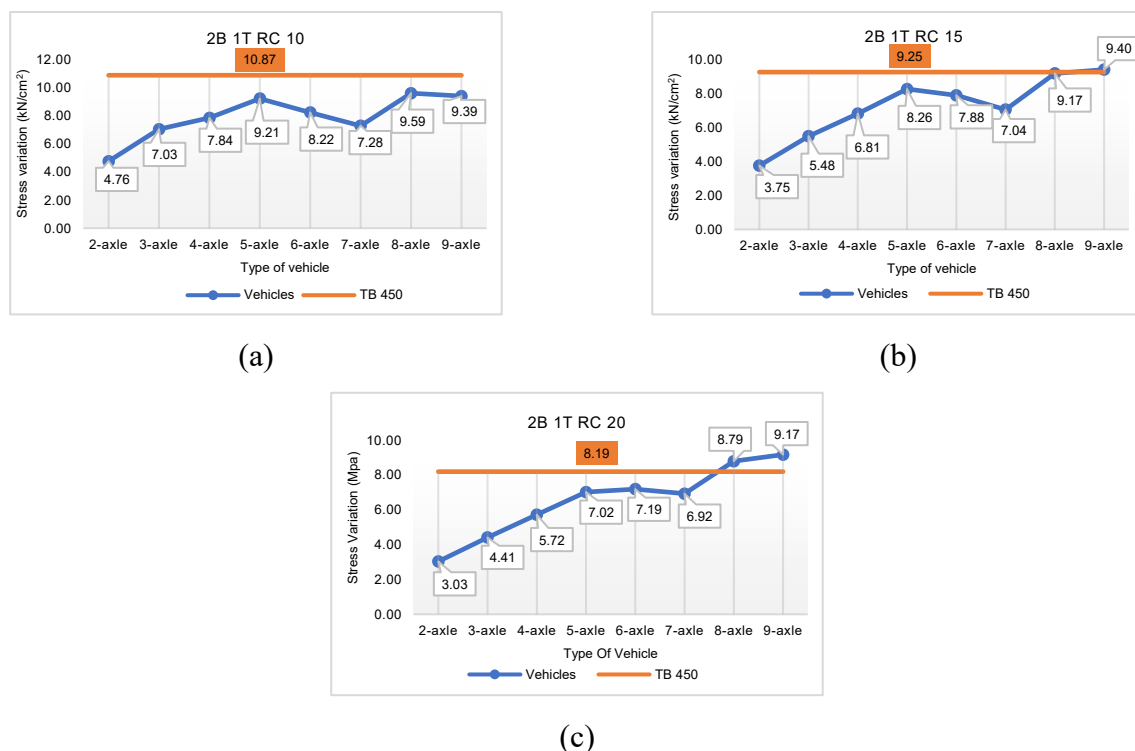 2B 1T RC 10
10.87
Stress variation (kN/cm²)
12.00
10.00
8.00
6.00
4.00
2.00
0.00
4.76
7.03
7.84
9.21
8.22
7.28
9.59
9.39
2-axle 3-axle 4-axle 5-axle 6-axle 7-axle 8-axle 9-axle
Type of vehicle
Vehicles TB 450
(a)
2B 1T RC 15
9.25
Stress variation (kN/cm²)
10.00
8.00
6.00
4.00
2.00
0.00
3.75
5.48
6.81
8.26
7.88
7.04
9.17
9.40
2-axle 3-axle 4-axle 5-axle 6-axle 7-axle 8-axle 9-axle
Type of vehicle
Vehicles TB 450
(b)
2B 1T RC 20
8.19
Stress Variation (Mpa)
10.00
8.00
6.00
4.00
2.00
0.00
3.03
4.41
5.72
7.02
7.19
6.92
8.79
9.17
2-axle 3-axle 4-axle 5-axle 6-axle 7-axle 8-axle 9-axle
Type Of Vehicle
Vehicles TB 450
(c)